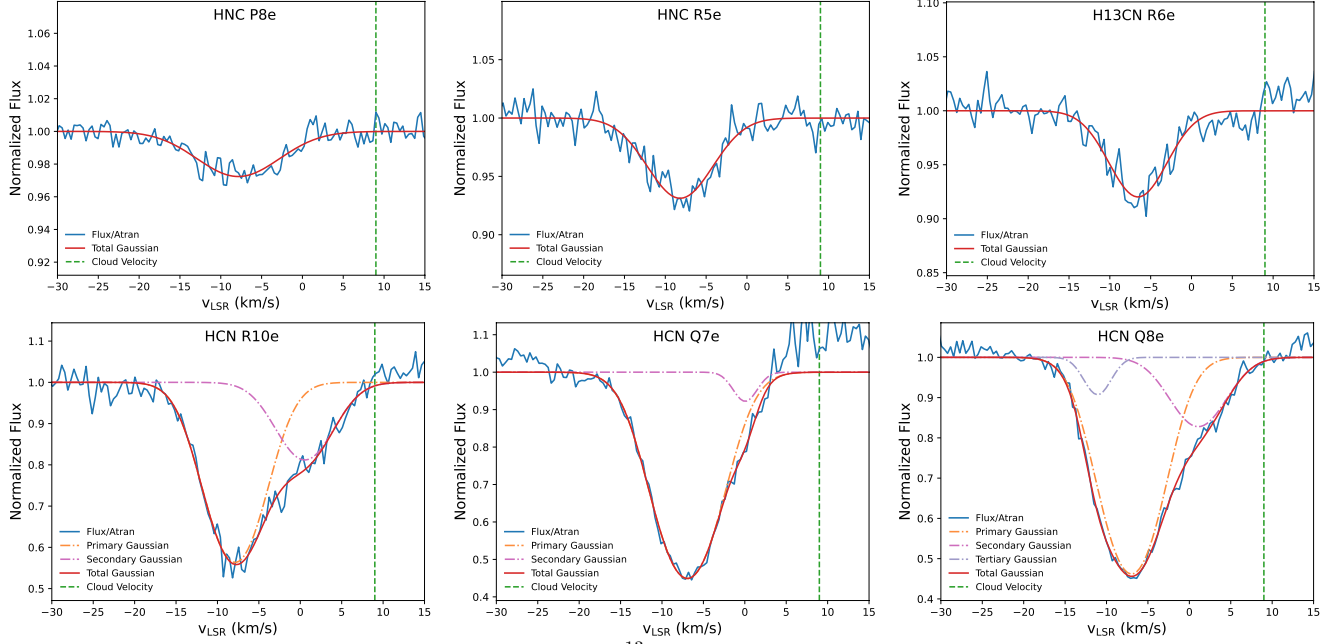 HNC P8e
Normalized Flux
1.06
1.04
1.02
1.00
0.98
0.96
0.94
0.92
Flux/Atran
Total Gaussian
Cloud Velocity
−30 −25 −20 −15 −10 −5 0 5 10 15
vLSR (km/s)
HNC R5e
Normalized Flux
1.05
1.00
0.95
0.90
Flux/Atran
Total Gaussian
Cloud Velocity
−30 −25 −20 −15 −10 −5 0 5 10 15
vLSR (km/s)
H13CN R6e
Normalized Flux
1.10
1.05
1.00
0.95
0.90
0.85
Flux/Atran
Total Gaussian
Cloud Velocity
−30 −25 −20 −15 −10 −5 0 5 10 15
vLSR (km/s)
HCN R10e
Normalized Flux
1.1
1.0
0.9
0.8
0.7
0.6
0.5
Flux/Atran
Primary Gaussian
Secondary Gaussian
Total Gaussian
Cloud Velocity
−30 −25 −20 −15 −10 −5 0 5 10 15
vLSR (km/s)
HCN Q7e
Normalized Flux
1.1
1.0
0.9
0.8
0.7
0.6
0.5
0.4
Flux/Atran
Primary Gaussian
Secondary Gaussian
Total Gaussian
Cloud Velocity
−30 −25 −20 −15 −10 −5 0 5 10 15
vLSR (km/s)
HCN Q8e
Normalized Flux
1.0
0.9
0.8
0.7
0.6
0.5
0.4
Flux/Atran
Primary Gaussian
Secondary Gaussian
Tertiary Gaussian
Total Gaussian
Cloud Velocity
−30 −25 −20 −15 −10 −5 0 5 10 15
vLSR (km/s)